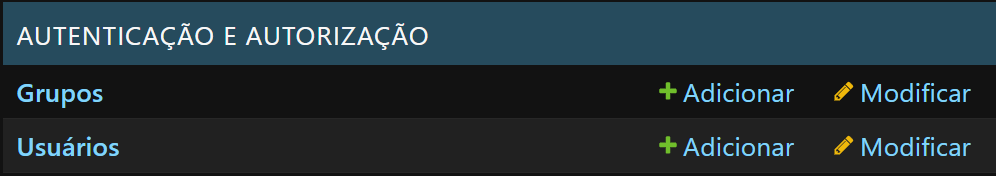 AUTENTICAÇÃO E AUTORIZAÇÃO
Grupos Adicionar Modificar
Usuários Adicionar Modificar